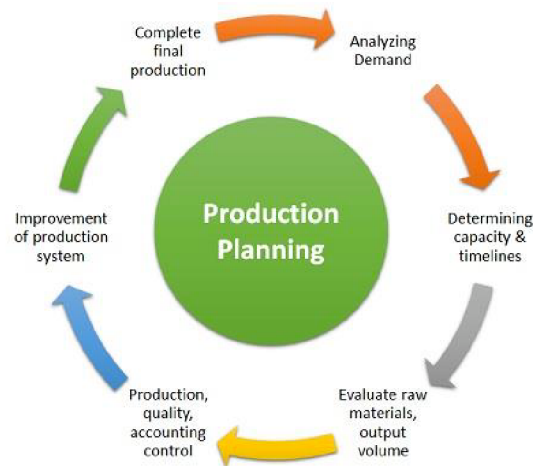 Complete
final
production
Analyzing
Demand
Determining
capacity &
timelines
Evaluate raw
materials,
output
volume
Production,
quality,
accounting
control
Improvement
of production
system
Production
Planning